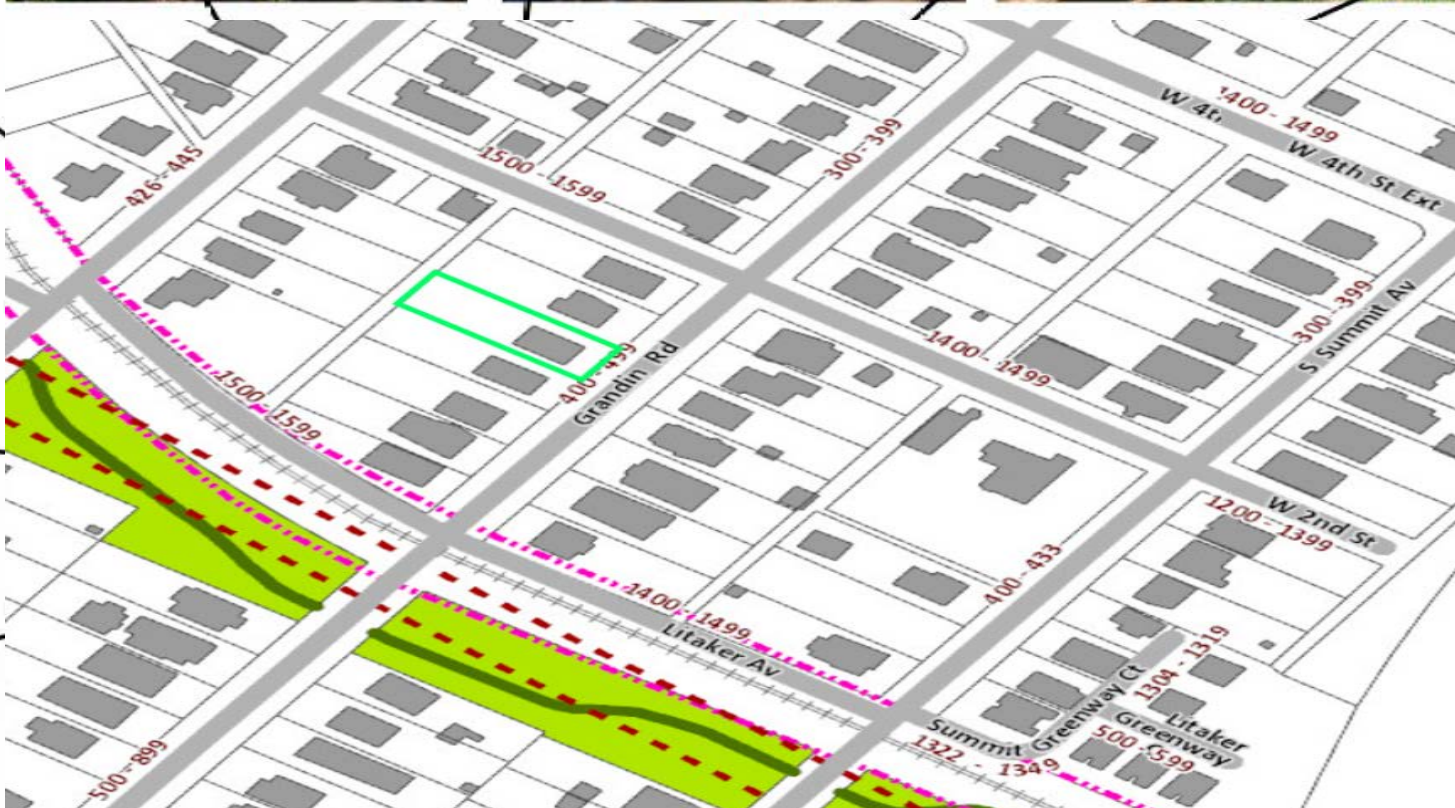 W 4th
1400 - 1499
W 4th St Ext
300 - 399
426 - 445
1500 - 1599
300 - 399
S Summit Av
1400 - 1499
400 - 499
Grandin Rd
1500 - 1599
W 2nd St
1200 - 1399
400 - 433
1400 - 1499
Litaker Av
1304 - 1319
Summit Greenway Ct
Litaker
Greenway
500 - 599
1322 - 1349
500 - 899